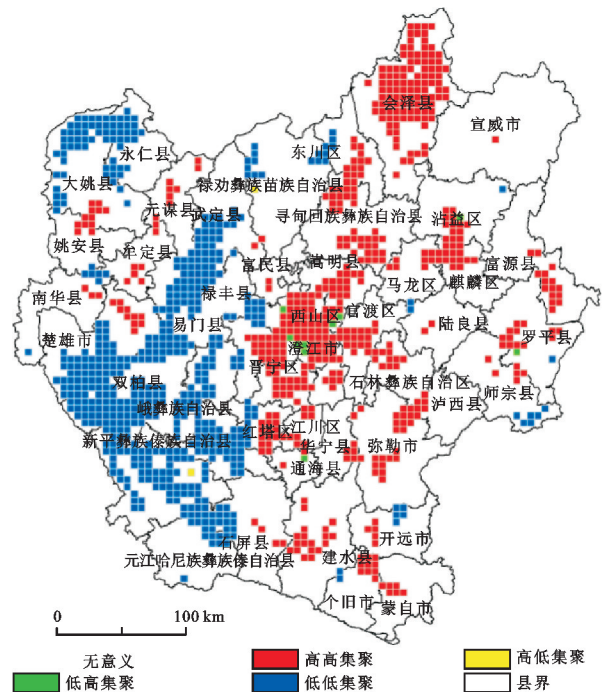 会泽县
宣威市
永仁县
东川区
大姚县
禄劝彝族苗族自治县
元谋县
武定县
寻甸回族彝族自治县
沾益区
姚安县
牟定县
富民县
嵩明县
富源县
马龙区
麒麟区
南华县
禄丰县
西山区
官渡区
楚雄市
易门县
陆良县
罗平县
澄江市
晋宁区
双柏县
石林彝族自治区
师宗县
泸西县
峨彝族自治县
红塔区
江川区
新平彝族傣族自治县
华宁县
弥勒市
通海县
石屏县
开远市
元江哈尼族彝族傣族自治县
建水县
个旧市
蒙自市
0 100 km
无意义
高高集聚
高低集聚
低高集聚
低低集聚
县界